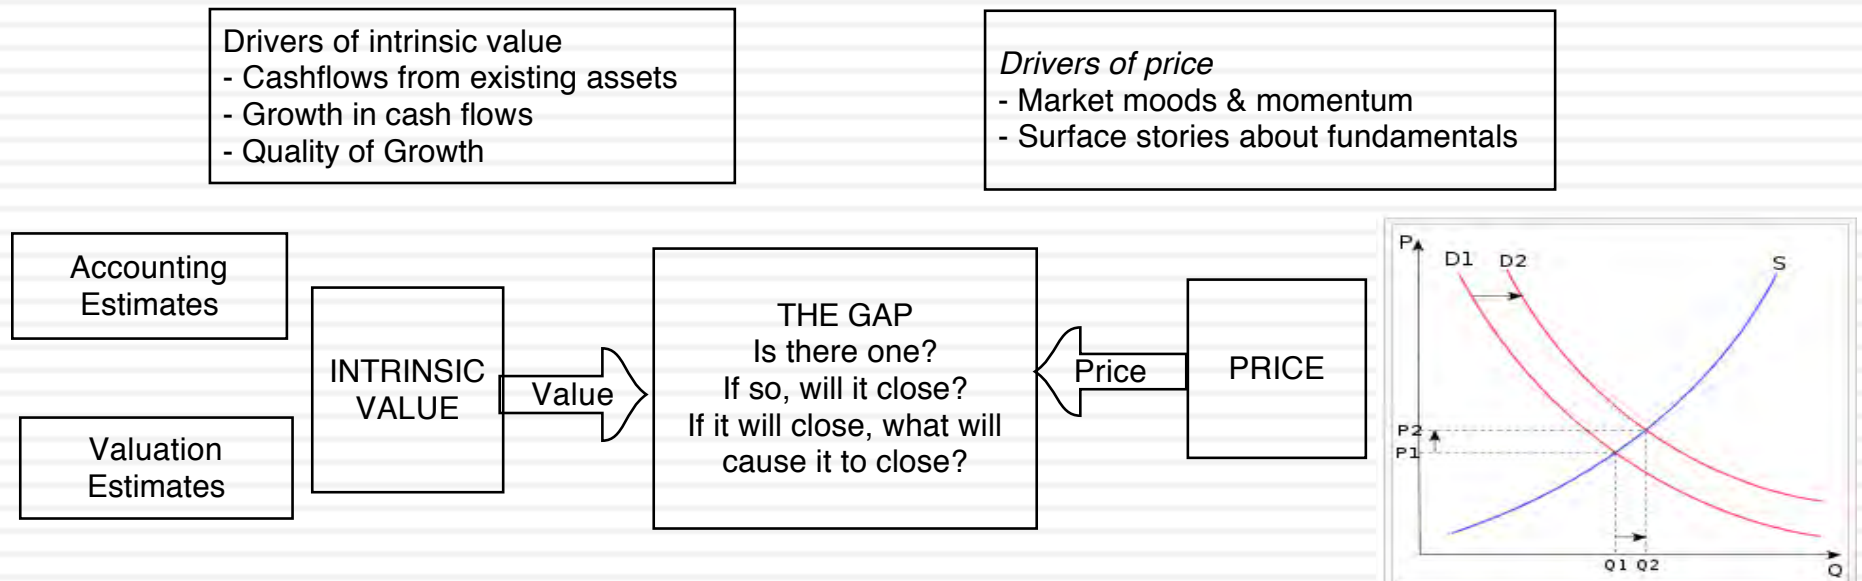 Drivers of intrinsic value
- Cashflows from existing assets
- Growth in cash flows
- Quality of Growth
Drivers of price
- Market moods & momentum
- Surface stories about fundamentals
Accounting
Estimates
Valuation
Estimates
INTRINSIC
VALUE
Value
THE GAP
Is there one?
If so, will it close?
If it will close, what will
cause it to close?
Price
PRICE
P
D1 D2
S
P2
P1
Q1 Q2
Q